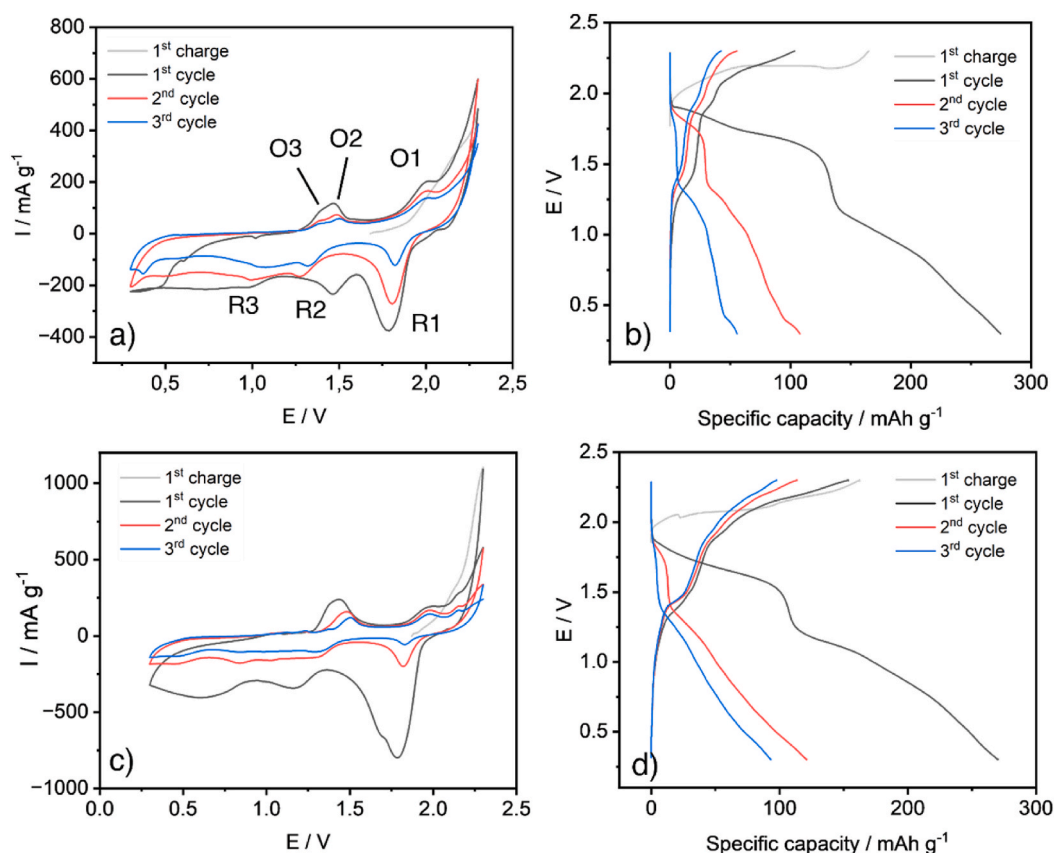 800
600
400
200
0
−200
−400
I / mA g⁻¹
1st charge
1st cycle
2nd cycle
3rd cycle
O3
O2
O1
R3
R2
R1
a)
0,5
1,0
1,5
2,0
2,5
E / V
2.5
2.0
1.5
1.0
0.5
E / V
1st charge
1st cycle
2nd cycle
3rd cycle
b)
0
100
200
300
Specific capacity / mAh g⁻¹
1000
500
0
−500
−1000
I / mA g⁻¹
1st charge
1st cycle
2nd cycle
3rd cycle
c)
0.0
0.5
1.0
1.5
2.0
2.5
E / V
2.5
2.0
1.5
1.0
0.5
E / V
1st charge
1st cycle
2nd cycle
3rd cycle
d)
0
100
200
300
Specific capacity / mAh g⁻¹